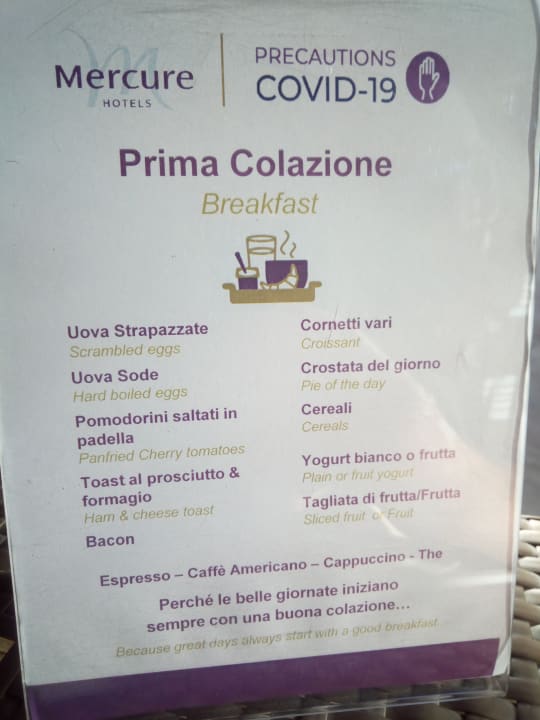 Mercure
HOTELS
PRECAUTIONS
COVID-19
Prima Colazione
Breakfast
Uova Strapazzate
Scrambled eggs
Uova Sode
Hard boiled eggs
Pomodorini saltati in
padella
Panfried Cherry tomatoes
Toast al prosciutto &
formagio
Ham & cheese toast
Bacon
Cornetti vari
Croissant
Crostata del giorno
Pie of the day
Cereali
Cereals
Yogurt bianco o frutta
Plain or fruit yogurt
Tagliata di frutta/Frutta
Sliced fruit or Fruit
Espresso – Caffè Americano – Cappuccino - The
Perché le belle giornate iniziano
sempre con una buona colazione…
Because great days always start with a good breakfast.